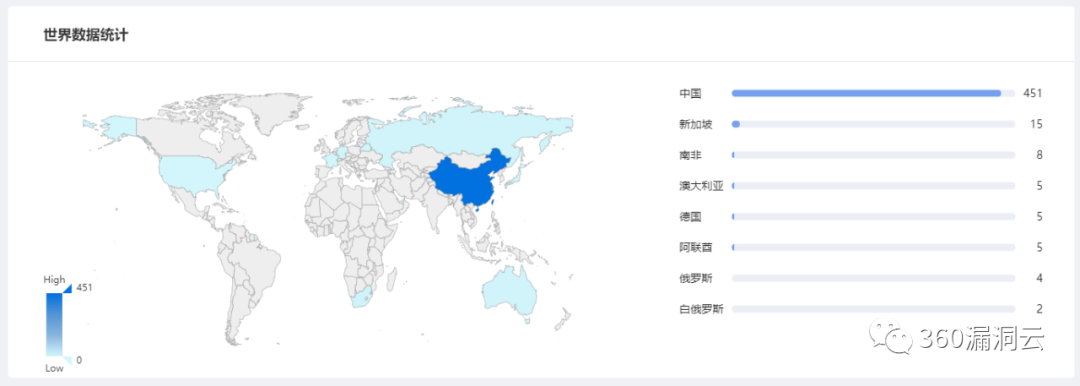 世界数据统计
中国 451
新加坡 15
南非 8
澳大利亚 5
德国 5
阿联酋 5
俄罗斯 4
白俄罗斯 2
High
451
0
Low
360漏洞云